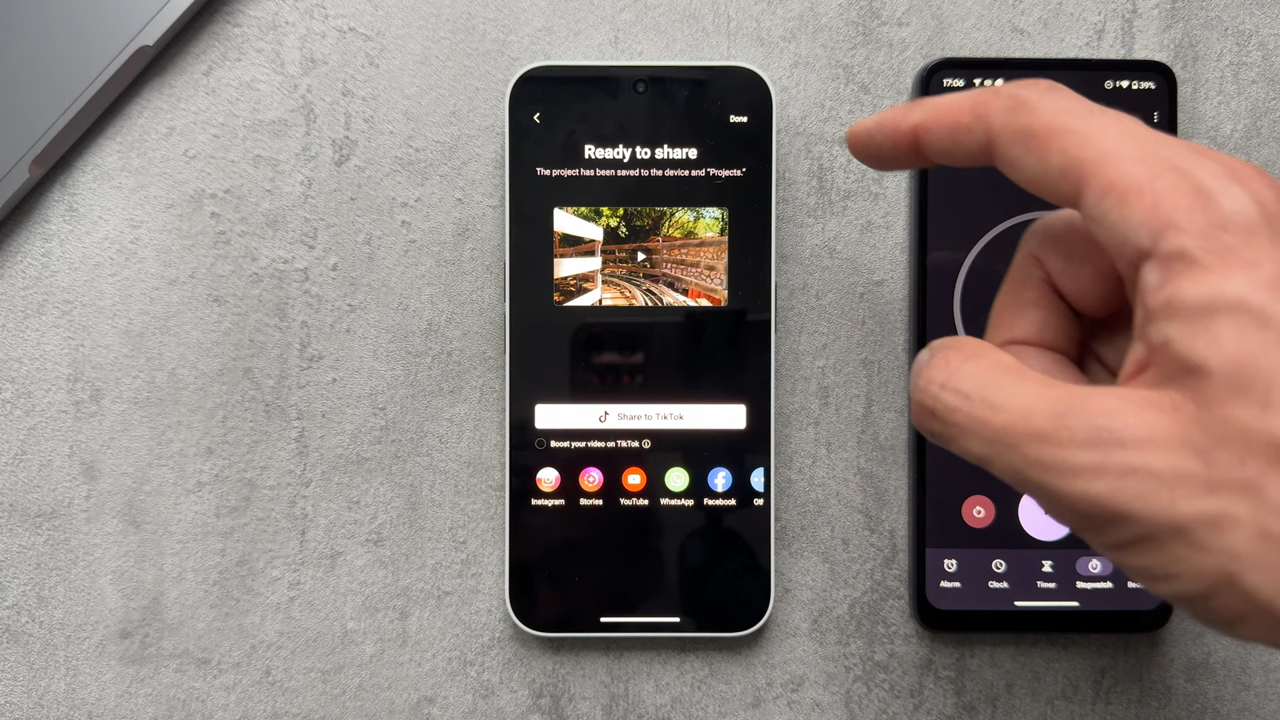 Done
Ready to share
The project has been saved to the device and "Projects."
Share to TikTok
Boost your video on TikTok
Instagram
Stories
YouTube
WhatsApp
Facebook
17:06
39%
Alarm
Clock
Timer
Stopwatch